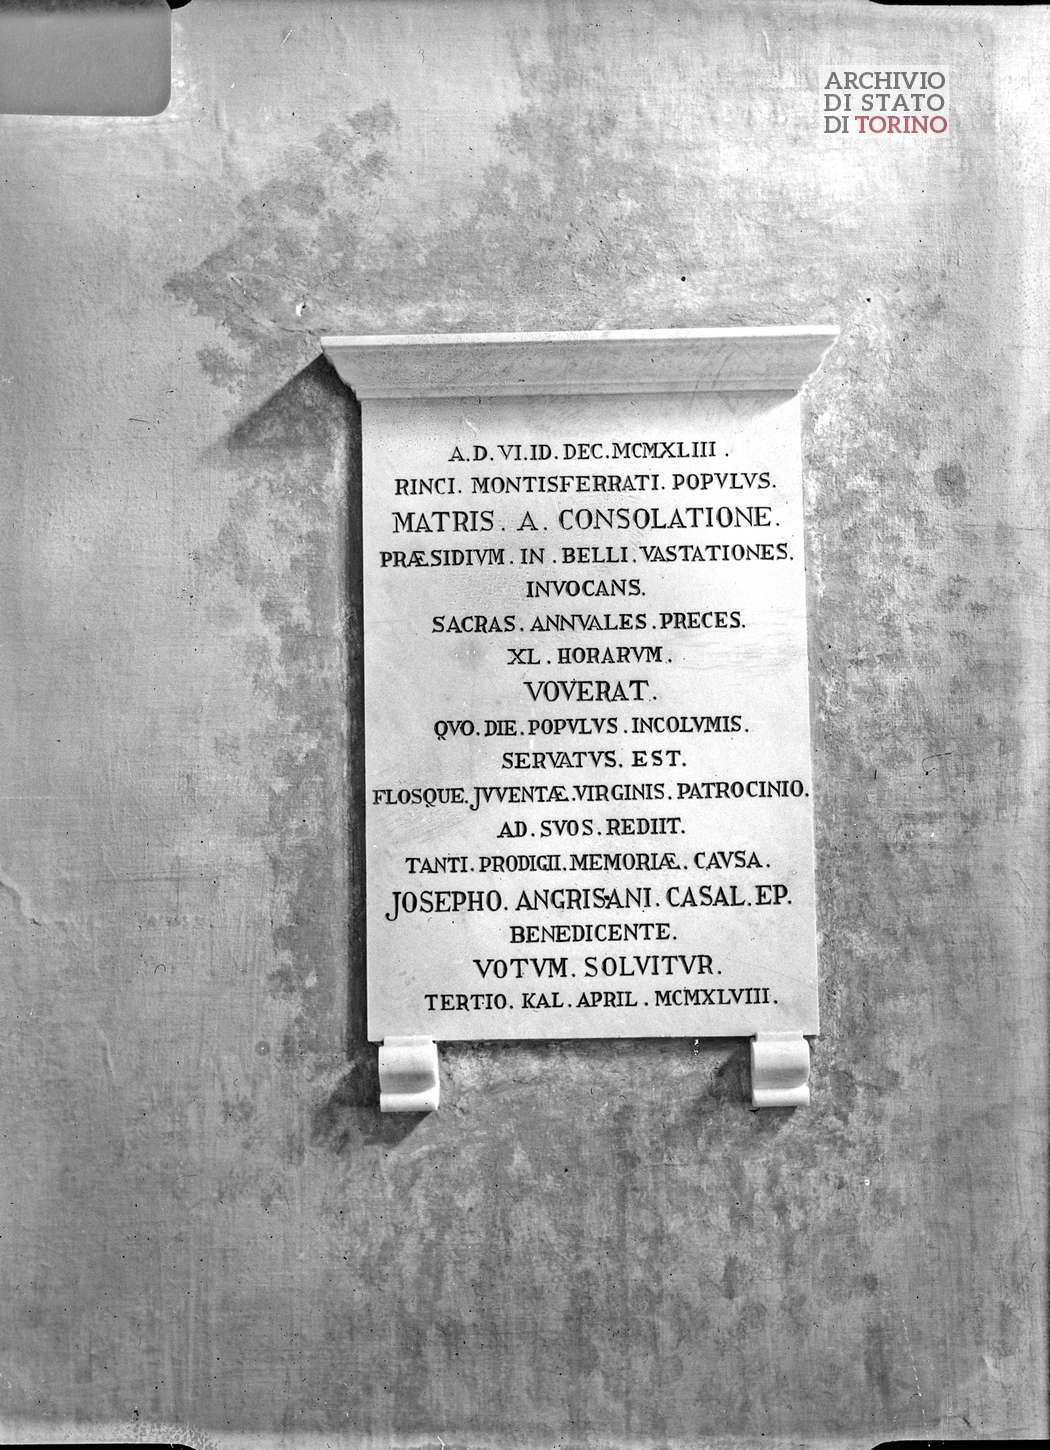 ARCHIVIO
DI STATO
DI TORINO
A.D.VI.ID.DEC.MCMXLIII.
RINCI. MONTISFERRATI. POPVLVS.
MATRIS. A. CONSOLATIONE.
PRÆSIDIVM. IN. BELLI. VASTATIONES.
INVOCANS.
SACRAS. ANNVALES. PRECES.
XL. HORARVM.
VOVERAT.
QVO. DIE. POPVLVS. INCOLVMIS.
SERVATVS. EST.
FLOSQUE. JVVENTÆ. VIRGINIS. PATROCINIO.
AD. SVOS. REDIIT.
TANTI. PRODIGII. MEMORIÆ. CAVSA.
JOSEPHO. ANGRISANI. CASAL. EP.
BENEDICENTE.
VOTVM. SOLVITVR.
TERTIO. KAL. APRIL. MCMXLVIII.